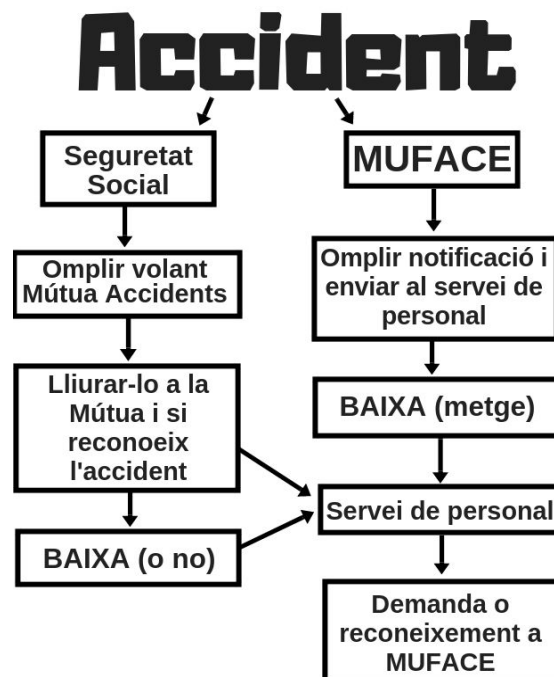 Accident
Seguretat
Social
Omplir volant
Mútua Accidents
Lliurar-lo a la
Mútua i si
reconoeix
l'accident
BAIXA (o no)
MUFACE
Omplir notificació i
enviar al servei de
personal
BAIXA (metge)
Servei de personal
Demanda o
reconeixement a
MUFACE